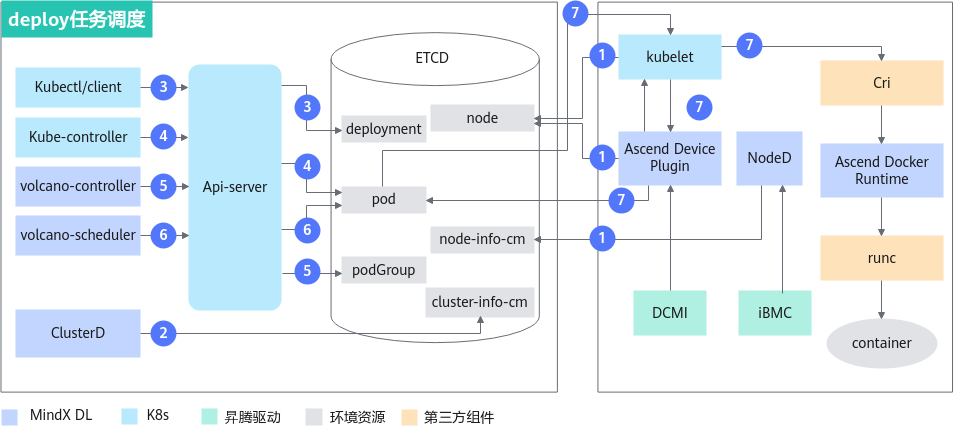 deploy任务调度
Kubectl/client
3
Kube-controller
4
volcano-controller
5
volcano-scheduler
6
ClusterD
2
Api-server
3
4
6
5
ETCD
deployment
node
pod
node-info-cm
podGroup
cluster-info-cm
7
1
1
7
1
kubelet
7
7
Ascend Device
Plugin
NodeD
DCMI
iBMC
Cri
Ascend Docker
Runtime
runc
container
MindX DL
K8s
昇腾驱动
环境资源
第三方组件